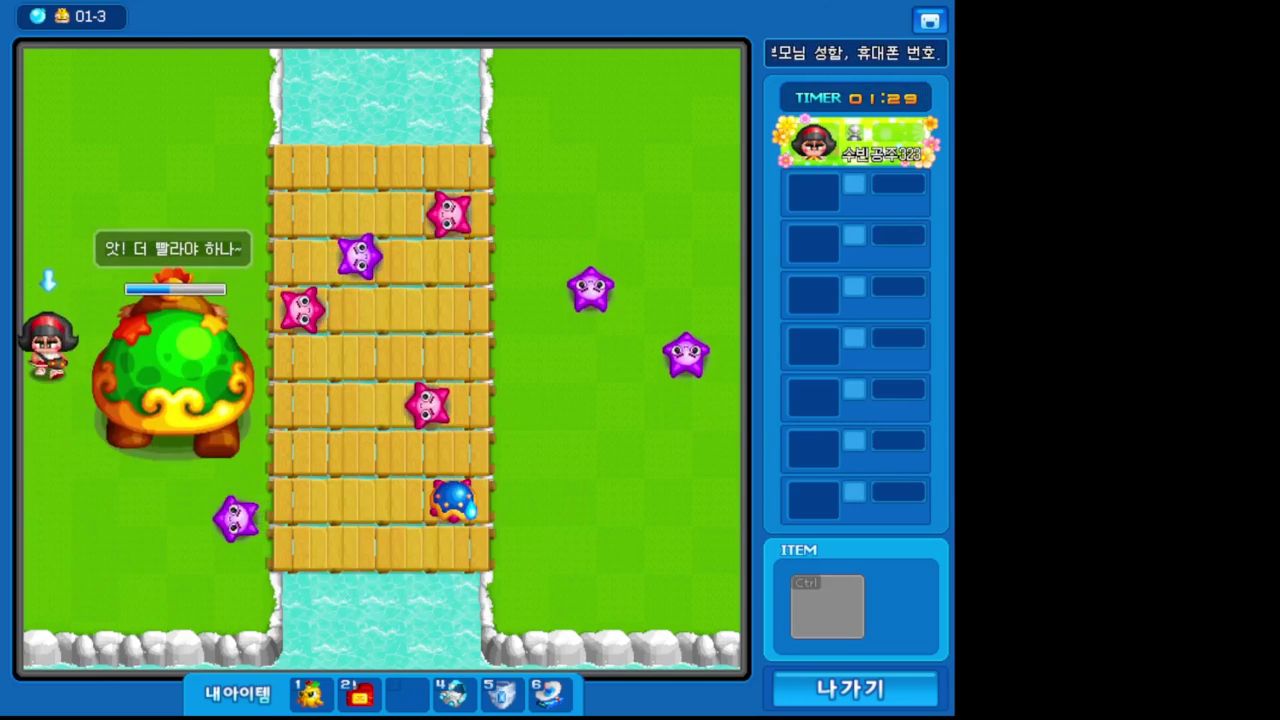 01-3
모님 성함, 휴대폰 번호.
TIMER 01:29
수빈공주323
앗! 더 빨라야 하나~
ITEM
Ctrl
내아이템 1 2 4 5 6
나가기